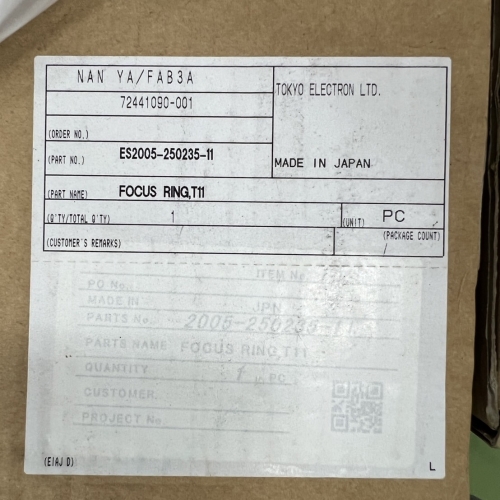 NAN YA/FAB3A
TOKYO ELECTRON LTD.
72441090-001
(ORDER NO.)
(PART NO.) ES2005-250235-11
MADE IN JAPAN
(PART NAME) FOCUS RING,T11
(Q'TY/TOTAL Q'TY) 1 (UNIT) PC
(CUSTOMER'S REMARKS) (PACKAGE COUNT)
/
ITEM No
PO No.
MADE IN JPN
PARTS No. 2005-250235-11
PARTS NAME FOCUS RING,T11
QUANTITY 1 PC
CUSTOMER
PROJECT No
(EIAJ D) L